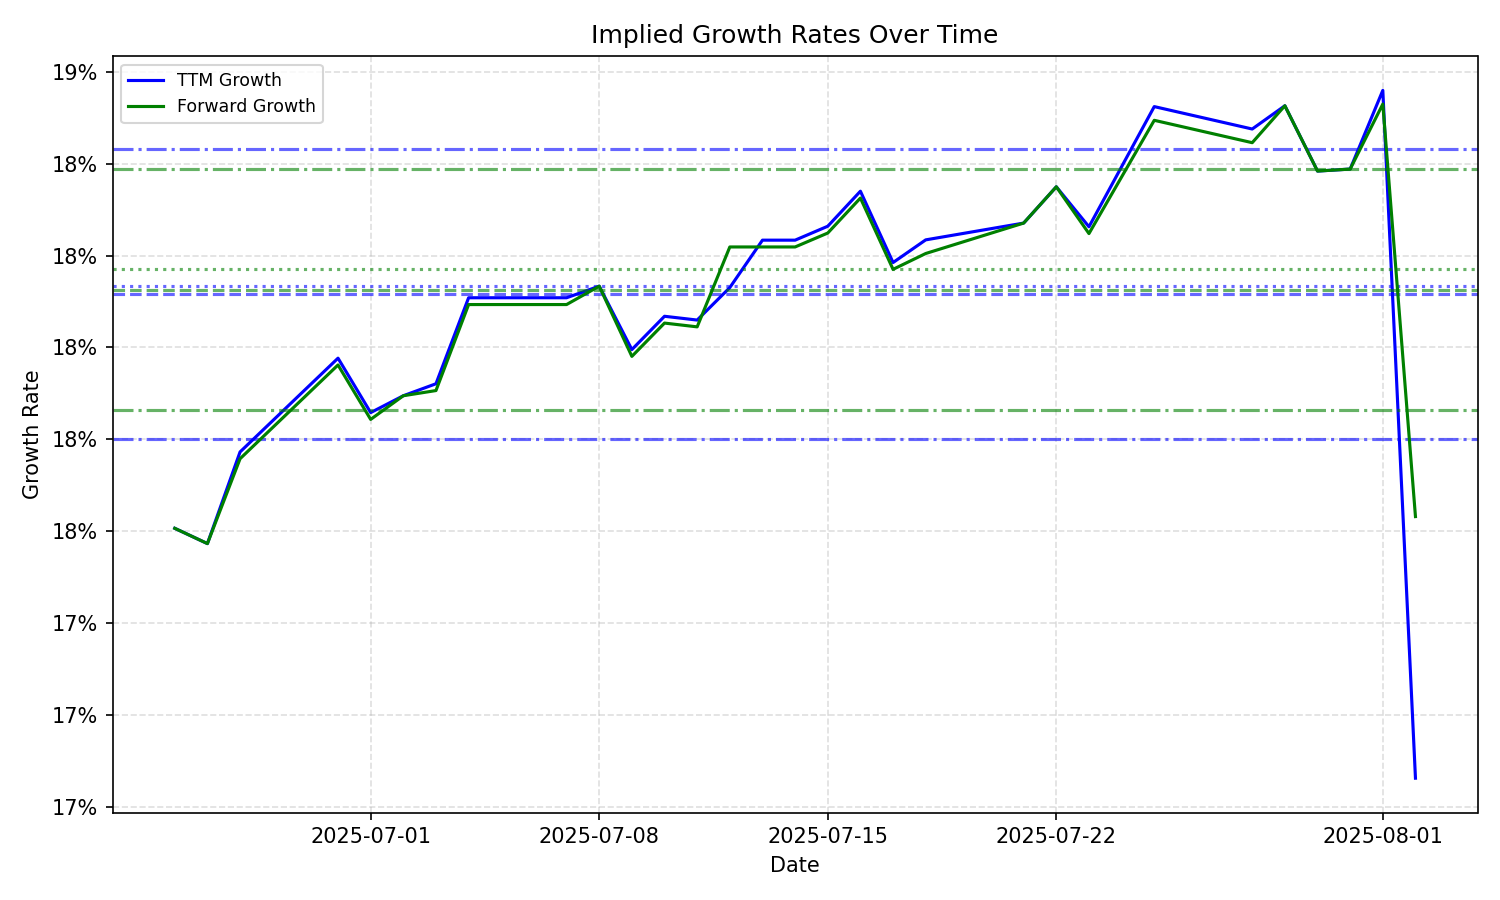 Implied Growth Rates Over Time
TTM Growth
Forward Growth
Growth Rate
19%
18%
18%
18%
18%
18%
17%
17%
17%
2025-07-01
2025-07-08
2025-07-15
2025-07-22
2025-08-01
Date